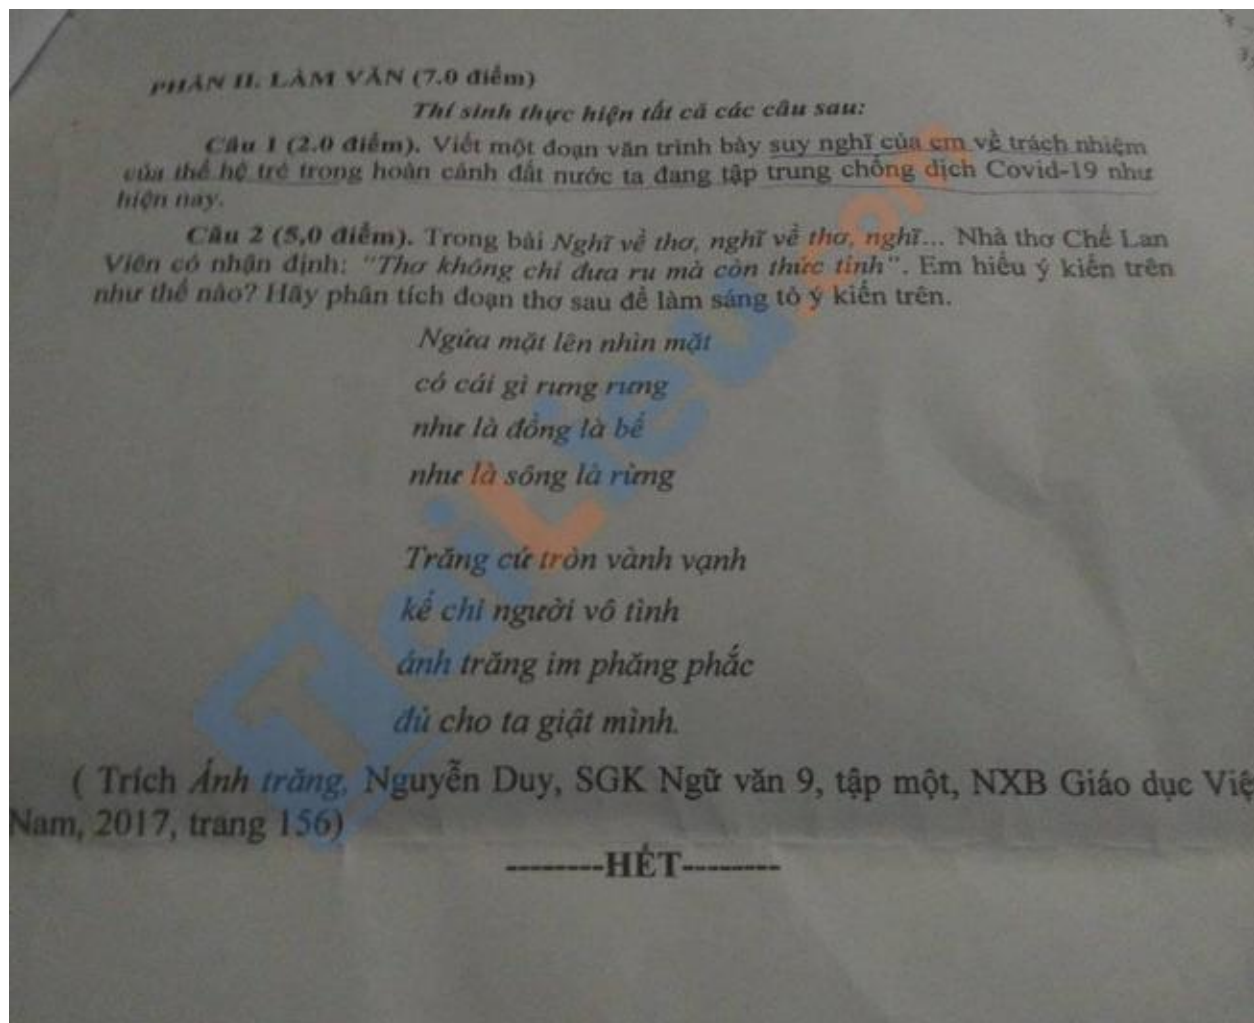 PHẦN II. LÀM VĂN (7.0 điểm)
Thí sinh thực hiện tất cả các câu sau:
Câu 1 (2.0 điểm). Viết một đoạn văn trình bày suy nghĩ của em về trách nhiệm
của thế hệ trẻ trong hoàn cảnh đất nước ta đang tập trung chống dịch Covid-19 như
hiện nay.
Câu 2 (5,0 điểm). Trong bài Nghĩ về thơ, nghĩ về thơ, nghĩ... Nhà thơ Chế Lan
Viên có nhận định: "Thơ không chỉ đưa ru mà còn thức tỉnh". Em hiểu ý kiến trên
như thế nào? Hãy phân tích đoạn thơ sau để làm sáng tỏ ý kiến trên.
Ngửa mặt lên nhìn mặt
có cái gì rưng rưng
như là đồng là bể
như là sông là rừng
Trăng cứ tròn vành vạnh
kể chi người vô tình
ánh trăng im phăng phắc
đủ cho ta giật mình.
( Trích Ánh trăng, Nguyễn Duy, SGK Ngữ văn 9, tập một, NXB Giáo dục Việ
Nam, 2017, trang 156)
--------HẾT--------
TaiLieu.vn